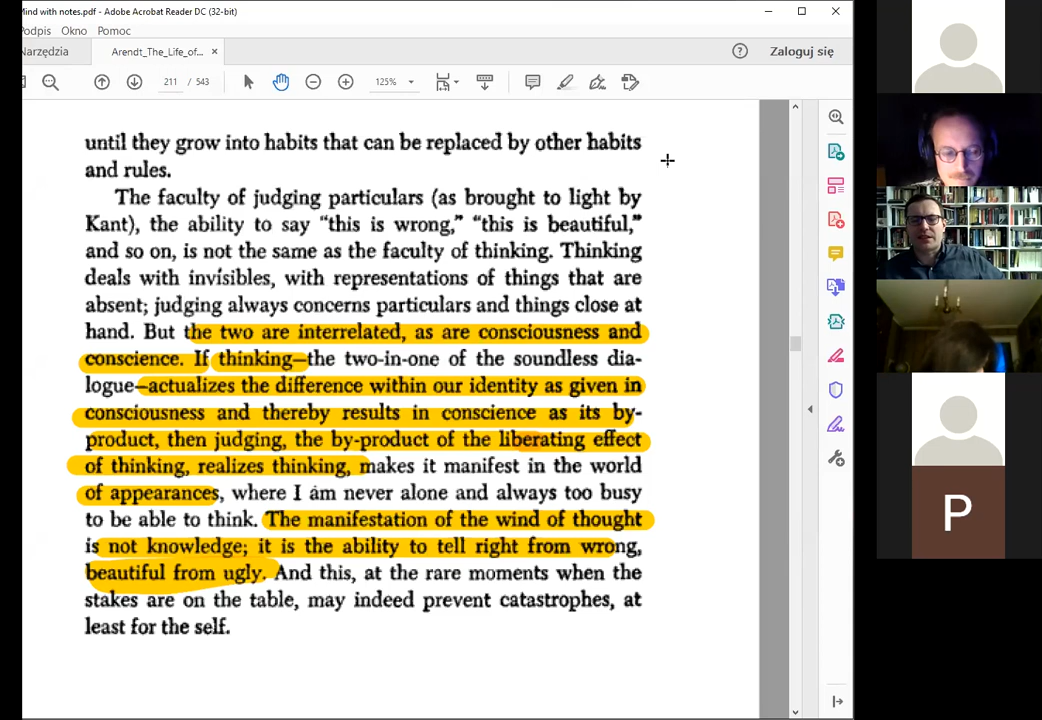 Mind with notes.pdf - Adobe Acrobat Reader DC (32-bit)
Podpis Okno Pomoc
Narzędzia Arendt_The_Life_of... × Zaloguj się
211 / 543 125%
until they grow into habits that can be replaced by other habits
and rules.
The faculty of judging particulars (as brought to light by
Kant), the ability to say “this is wrong,” “this is beautiful,”
and so on, is not the same as the faculty of thinking. Thinking
deals with invisibles, with representations of things that are
absent; judging always concerns particulars and things close at
hand. But the two are interrelated, as are consciousness and
conscience. If thinking—the two-in-one of the soundless dia-
logue—actualizes the difference within our identity as given in
consciousness and thereby results in conscience as its by-
product, then judging, the by-product of the liberating effect
of thinking, realizes thinking, makes it manifest in the world
of appearances, where I am never alone and always too busy
to be able to think. The manifestation of the wind of thought
is not knowledge; it is the ability to tell right from wrong,
beautiful from ugly. And this, at the rare moments when the
stakes are on the table, may indeed prevent catastrophes, at
least for the self.
P